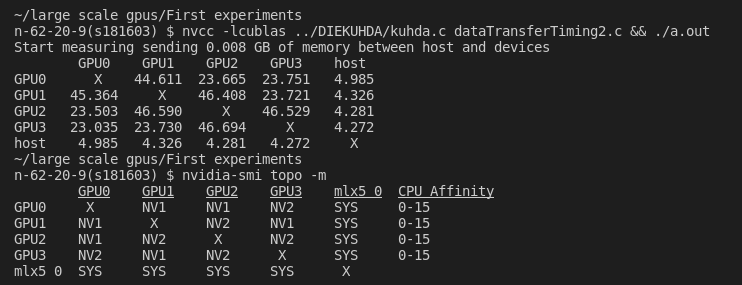 ~/large scale gpus/First experiments
n-62-20-9(s181603) $ nvcc -lcublas ../DIEKUHDA/kuhda.c dataTransferTiming2.c && ./a.out
Start measuring sending 0.008 GB of memory between host and devices
GPU0 GPU1 GPU2 GPU3 host
GPU0 X 44.611 23.665 23.751 4.985
GPU1 45.364 X 46.408 23.721 4.326
GPU2 23.503 46.590 X 46.529 4.281
GPU3 23.035 23.730 46.694 X 4.272
host 4.985 4.326 4.281 4.272 X
~/large scale gpus/First experiments
n-62-20-9(s181603) $ nvidia-smi topo -m
GPU0 GPU1 GPU2 GPU3 mlx5 0 CPU Affinity
GPU0 X NV1 NV1 NV2 SYS 0-15
GPU1 NV1 X NV2 NV1 SYS 0-15
GPU2 NV1 NV2 X NV2 SYS 0-15
GPU3 NV2 NV1 NV2 X SYS 0-15
mlx5 0 SYS SYS SYS SYS X